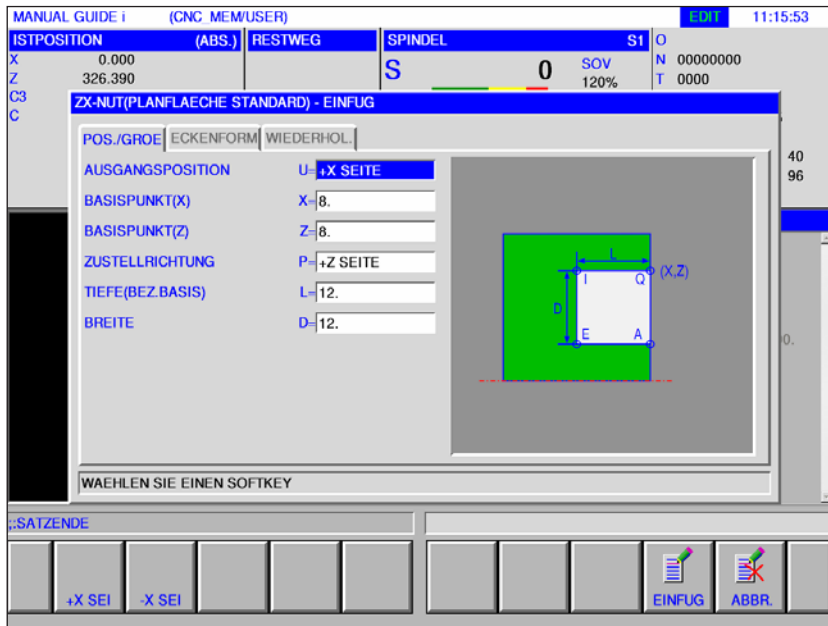 MANUAL GUIDE i (CNC_MEM/USER) EDIT 11:15:53
ISTPOSITION (ABS.) RESTWEG SPINDEL S1 O
X 0.000 N 00000000
Z 326.390 S 0 SOV 120% T 0000
C3
C
ZX-NUT(PLANFLAECHE STANDARD) - EINFUG
POS./GROE ECKENFORM WIEDERHOL.
AUSGANGSPOSITION U= +X SEITE
BASISPUNKT(X) X= 8.
BASISPUNKT(Z) Z= 8.
ZUSTELLRICHTUNG P= +Z SEITE
TIEFE(BEZ.BASIS) L= 12.
BREITE D= 12.
L
I Q (X,Z)
D
E A
40
96
0.
WAEHLEN SIE EINEN SOFTKEY
;;SATZENDE
+X SEI -X SEI EINFUG ABBR.